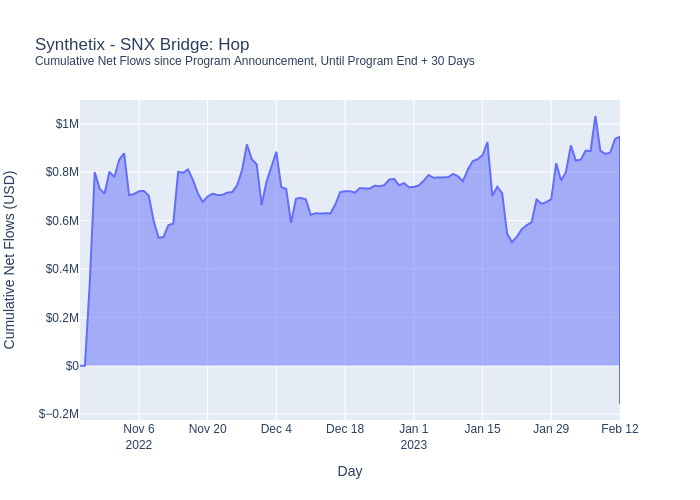 Synthetix - SNX Bridge: Hop
Cumulative Net Flows since Program Announcement, Until Program End + 30 Days
Cumulative Net Flows (USD)
$1M
$0.8M
$0.6M
$0.4M
$0.2M
$0
$−0.2M
Nov 6
2022
Nov 20
Dec 4
Dec 18
Jan 1
2023
Jan 15
Jan 29
Feb 12
Day